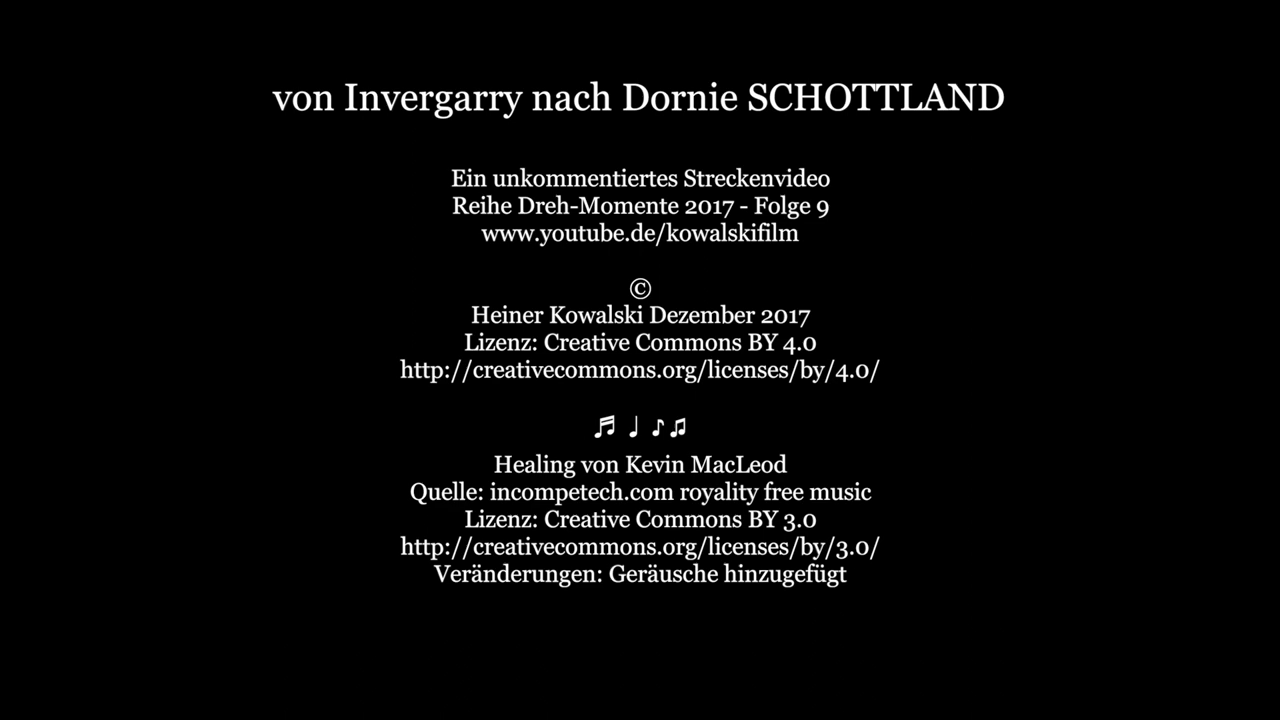 von Invergarry nach Dornie SCHOTTLAND
Ein unkommentiertes Streckenvideo
Reihe Dreh-Momente 2017 - Folge 9
www.youtube.de/kowalskifilm
©
Heiner Kowalski Dezember 2017
Lizenz: Creative Commons BY 4.0
http://creativecommons.org/licenses/by/4.0/
♬ ♩ ♪♫
Healing von Kevin MacLeod
Quelle: incompetech.com royality free music
Lizenz: Creative Commons BY 3.0
http://creativecommons.org/licenses/by/3.0/
Veränderungen: Geräusche hinzugefügt